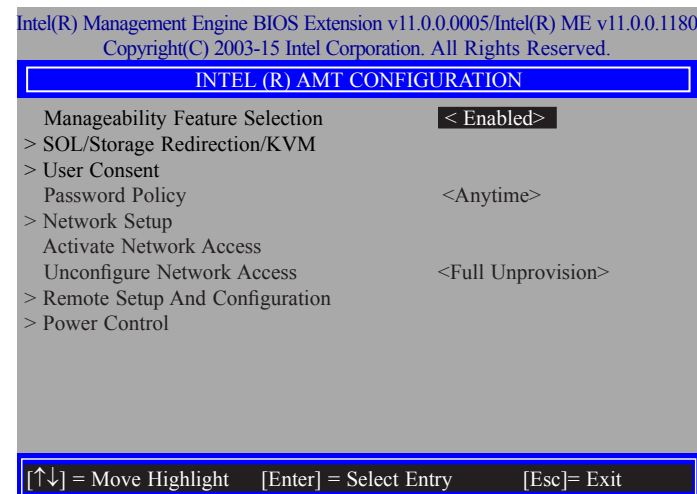 Intel(R) Management Engine BIOS Extension v11.0.0.0005/Intel(R) ME v11.0.0.1180
Copyright(C) 2003-15 Intel Corporation. All Rights Reserved.
INTEL (R) AMT CONFIGURATION
Manageability Feature Selection < Enabled>
> SOL/Storage Redirection/KVM
> User Consent
Password Policy <Anytime>
> Network Setup
Activate Network Access
Unconfigure Network Access <Full Unprovision>
> Remote Setup And Configuration
> Power Control
[↑↓] = Move Highlight [Enter] = Select Entry [Esc]= Exit